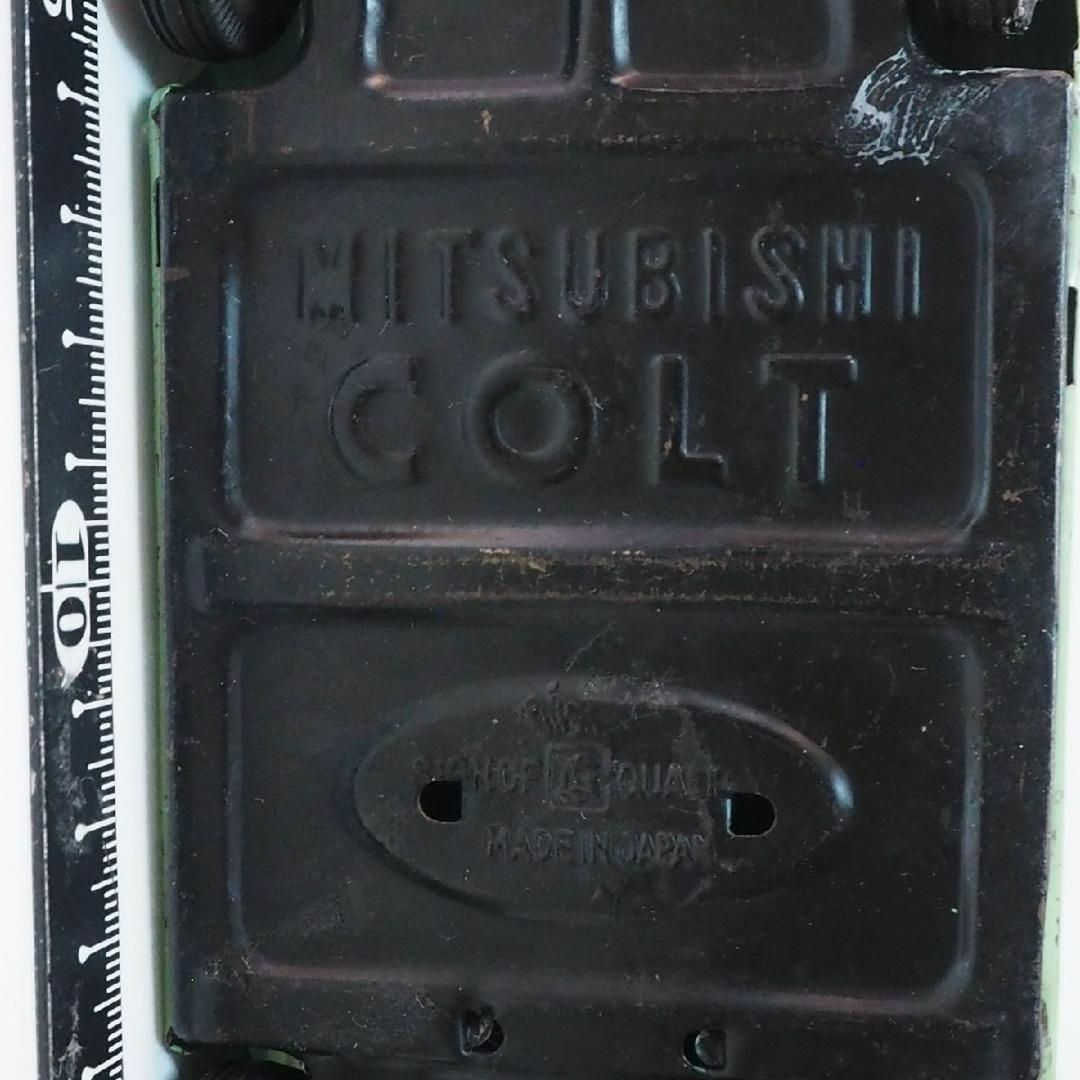 MITSUBISHI
COLT
SIGN OF QUALITY
MADE IN JAPAN
10